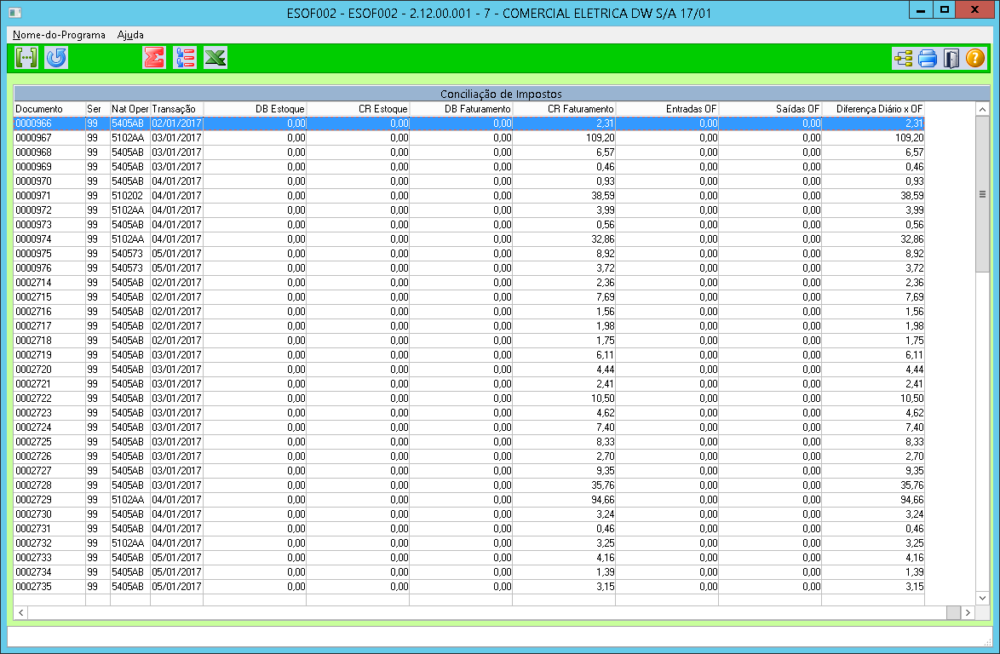 ESOF002 - ESOF002 - 2.12.00.001 - 7 - COMERCIAL ELETRICA DW S/A 17/01
Nome-do-Programa Ajuda
Conciliação de Impostos
Documento Ser Nat Oper Transação DB Estoque CR Estoque DB Faturamento CR Faturamento Entradas OF Saídas OF Diferença Diário x OF
0000966 99 5405AB 02/01/2017 0,00 0,00 0,00 2,31 0,00 0,00 2,31
0000967 99 5102AA 03/01/2017 0,00 0,00 0,00 109,20 0,00 0,00 109,20
0000968 99 5405AB 03/01/2017 0,00 0,00 0,00 6,57 0,00 0,00 6,57
0000969 99 5405AB 03/01/2017 0,00 0,00 0,00 0,46 0,00 0,00 0,46
0000970 99 5405AB 04/01/2017 0,00 0,00 0,00 0,93 0,00 0,00 0,93
0000971 99 510202 04/01/2017 0,00 0,00 0,00 38,59 0,00 0,00 38,59
0000972 99 5102AA 04/01/2017 0,00 0,00 0,00 3,99 0,00 0,00 3,99
0000973 99 5405AB 04/01/2017 0,00 0,00 0,00 0,56 0,00 0,00 0,56
0000974 99 5102AA 04/01/2017 0,00 0,00 0,00 32,86 0,00 0,00 32,86
0000975 99 540573 05/01/2017 0,00 0,00 0,00 8,92 0,00 0,00 8,92
0000976 99 540573 05/01/2017 0,00 0,00 0,00 3,72 0,00 0,00 3,72
0002714 99 5405AB 02/01/2017 0,00 0,00 0,00 2,36 0,00 0,00 2,36
0002715 99 5405AB 02/01/2017 0,00 0,00 0,00 7,69 0,00 0,00 7,69
0002716 99 5405AB 02/01/2017 0,00 0,00 0,00 1,56 0,00 0,00 1,56
0002717 99 5405AB 02/01/2017 0,00 0,00 0,00 1,98 0,00 0,00 1,98
0002718 99 5405AB 02/01/2017 0,00 0,00 0,00 1,75 0,00 0,00 1,75
0002719 99 5405AB 03/01/2017 0,00 0,00 0,00 6,11 0,00 0,00 6,11
0002720 99 5405AB 03/01/2017 0,00 0,00 0,00 4,44 0,00 0,00 4,44
0002721 99 5405AB 03/01/2017 0,00 0,00 0,00 2,41 0,00 0,00 2,41
0002722 99 5405AB 03/01/2017 0,00 0,00 0,00 10,50 0,00 0,00 10,50
0002723 99 5405AB 03/01/2017 0,00 0,00 0,00 4,62 0,00 0,00 4,62
0002724 99 5405AB 03/01/2017 0,00 0,00 0,00 7,40 0,00 0,00 7,40
0002725 99 5405AB 03/01/2017 0,00 0,00 0,00 8,33 0,00 0,00 8,33
0002726 99 5405AB 03/01/2017 0,00 0,00 0,00 2,70 0,00 0,00 2,70
0002727 99 5405AB 03/01/2017 0,00 0,00 0,00 9,35 0,00 0,00 9,35
0002728 99 5405AB 03/01/2017 0,00 0,00 0,00 35,76 0,00 0,00 35,76
0002729 99 5102AA 04/01/2017 0,00 0,00 0,00 94,66 0,00 0,00 94,66
0002730 99 5405AB 04/01/2017 0,00 0,00 0,00 3,24 0,00 0,00 3,24
0002731 99 5405AB 04/01/2017 0,00 0,00 0,00 0,46 0,00 0,00 0,46
0002732 99 5102AA 04/01/2017 0,00 0,00 0,00 3,25 0,00 0,00 3,25
0002733 99 5405AB 05/01/2017 0,00 0,00 0,00 4,16 0,00 0,00 4,16
0002734 99 5405AB 05/01/2017 0,00 0,00 0,00 1,39 0,00 0,00 1,39
0002735 99 5405AB 05/01/2017 0,00 0,00 0,00 3,15 0,00 0,00 3,15